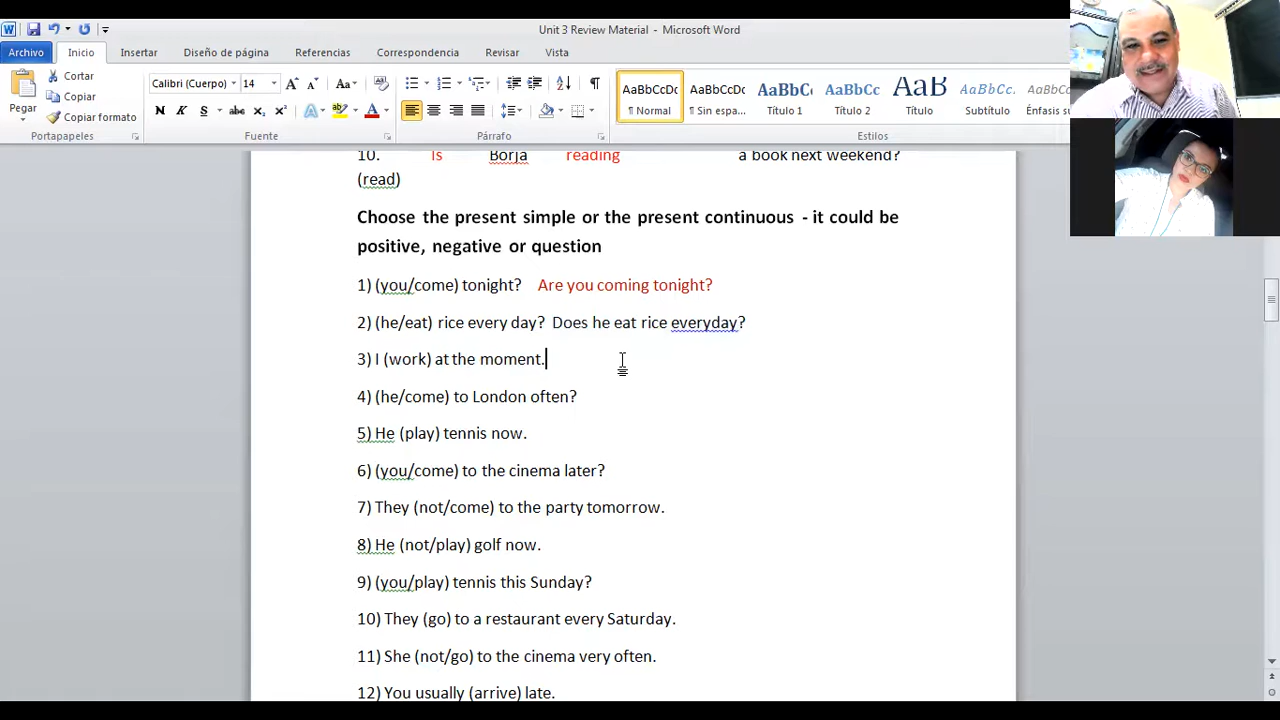 Unit 3 Review Material - Microsoft Word
Archivo Inicio Insertar Diseño de página Referencias Correspondencia Revisar Vista
Pegar
Cortar
Copiar
Copiar formato
Portapapeles
Calibri (Cuerpo) 14
Fuente
Párrafo
AaBbCcDc AaBbCcDc AaBbC AaBbCc AaB AaBbCc. AaBbCc
¶ Normal ¶ Sin espa... Título 1 Título 2 Título Subtítulo Énfasis su
Estilos
10. Is Borja reading a book next weekend?
(read)
Choose the present simple or the present continuous - it could be
positive, negative or question
1) (you/come) tonight? Are you coming tonight?
2) (he/eat) rice every day? Does he eat rice everyday?
3) I (work) at the moment.
4) (he/come) to London often?
5) He (play) tennis now.
6) (you/come) to the cinema later?
7) They (not/come) to the party tomorrow.
8) He (not/play) golf now.
9) (you/play) tennis this Sunday?
10) They (go) to a restaurant every Saturday.
11) She (not/go) to the cinema very often.
12) You usually (arrive) late.